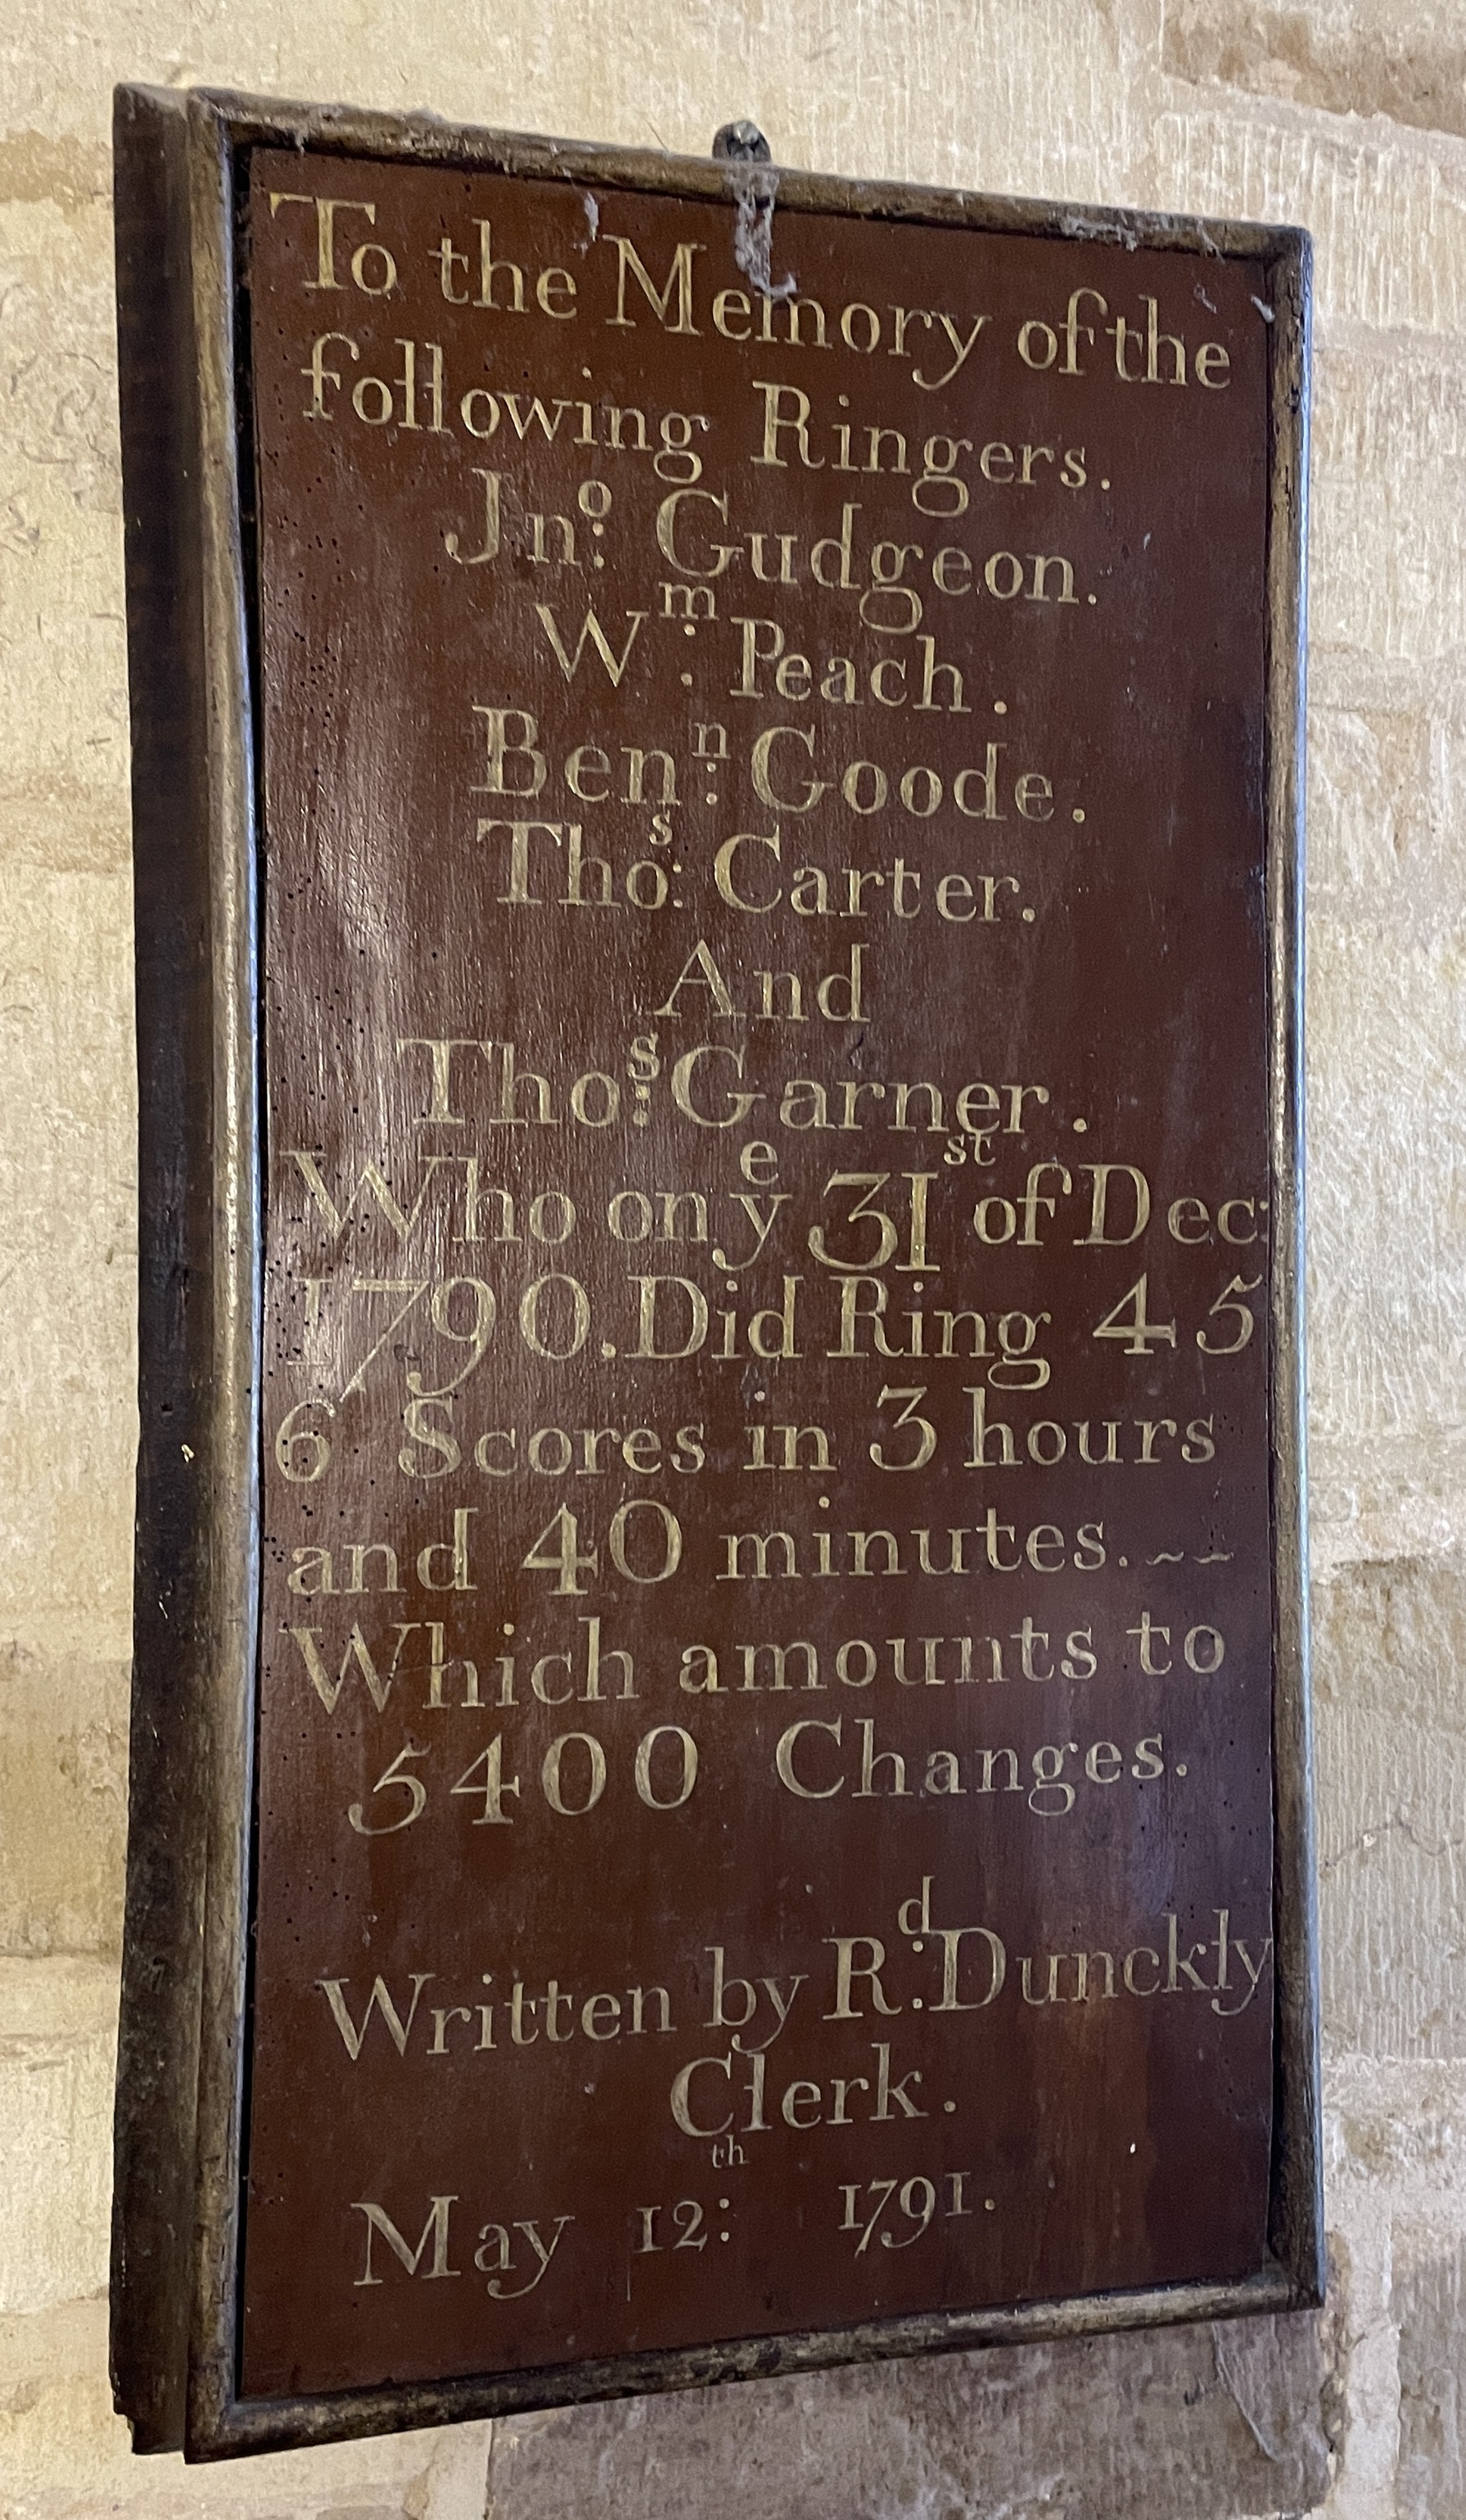 To the Memory of the
following Ringers.
Jnᵒ: Gudgeon.
Wᵐ: Peach.
Benⁿ: Goode.
Thoˢ: Carter.
And
Thoˢ: Garner.
Who on yᵉ 31ˢᵗ of Dec:
1790. Did Ring 45
6 Scores in 3 hours
and 40 minutes. ~~
Which amounts to
5400 Changes.
Written by Rᵈ: Dunckly
Clerk.
May 12ᵗʰ: 1791.